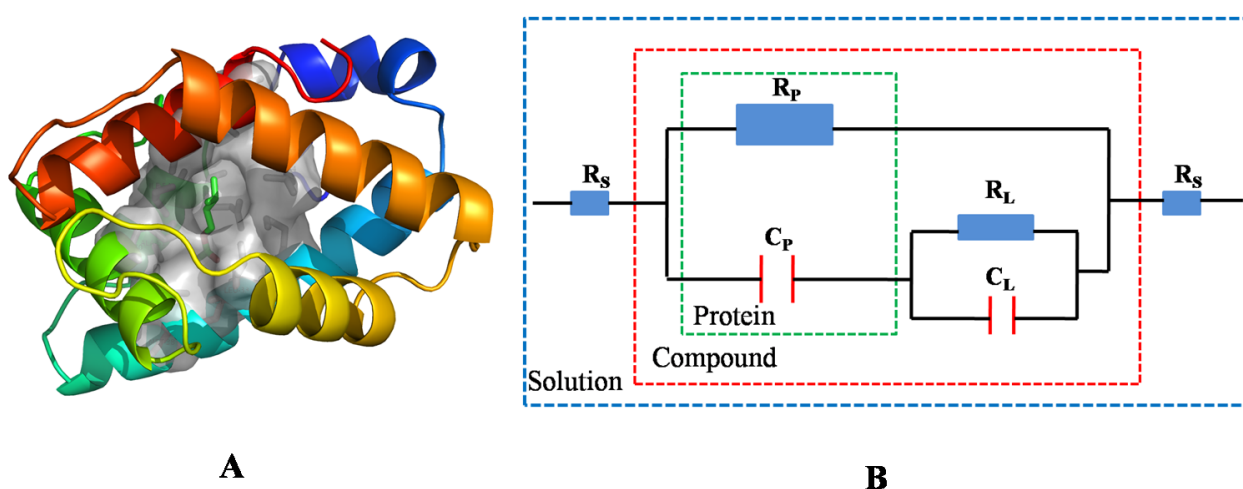 R_P
R_S
R_L
R_S
C_P
C_L
Protein
Compound
Solution
A
B